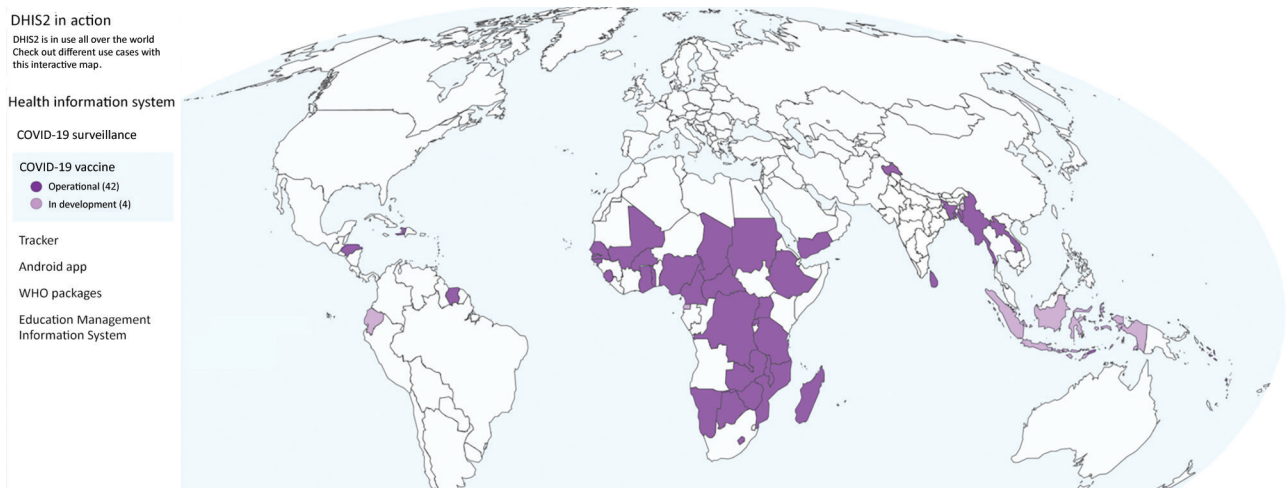 DHIS2 in action
DHIS2 is in use all over the world
Check out different use cases with
this interactive map.
Health information system
COVID-19 surveillance
COVID-19 vaccine
Operational (42)
In development (4)
Tracker
Android app
WHO packages
Education Management
Information System